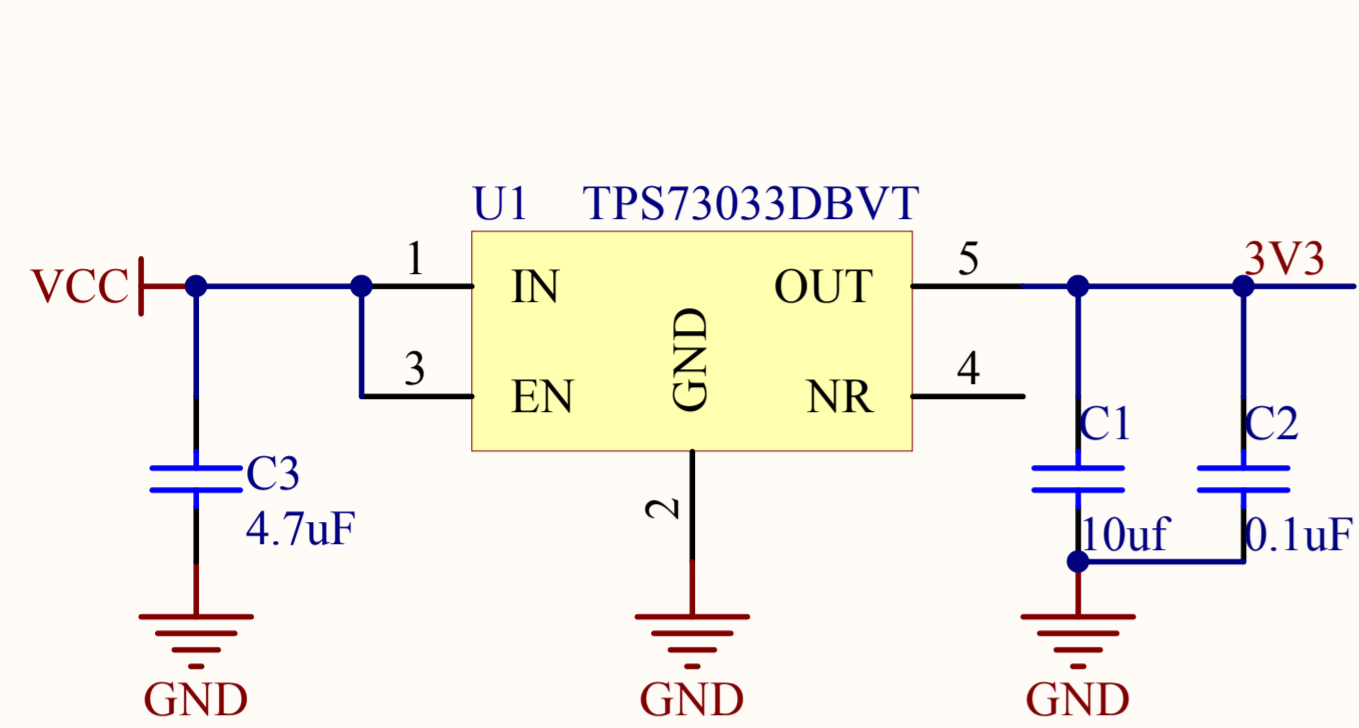 U1 TPS73033DBVT
VCC
1
IN
OUT
5
3V3
3
EN
GND
NR
4
C1
C2
C3
4.7uF
2
10uf
0.1uF
GND
GND
GND